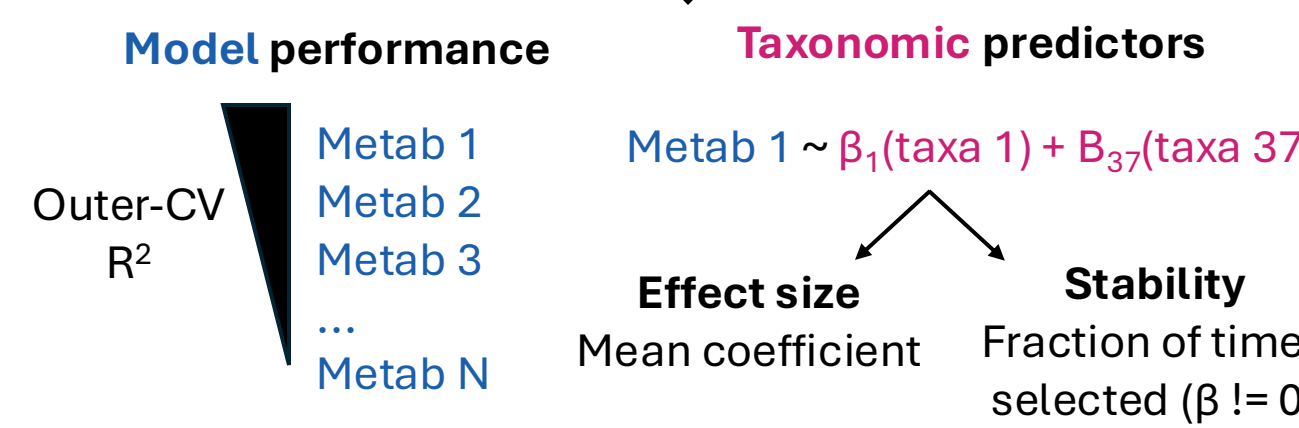 Model performance
Outer-CV
R²
Metab 1
Metab 2
Metab 3
...
Metab N
Taxonomic predictors
Metab 1 ~ β₁(taxa 1) + B₃₇(taxa 37
Effect size
Mean coefficient
Stability
Fraction of time
selected (β != 0